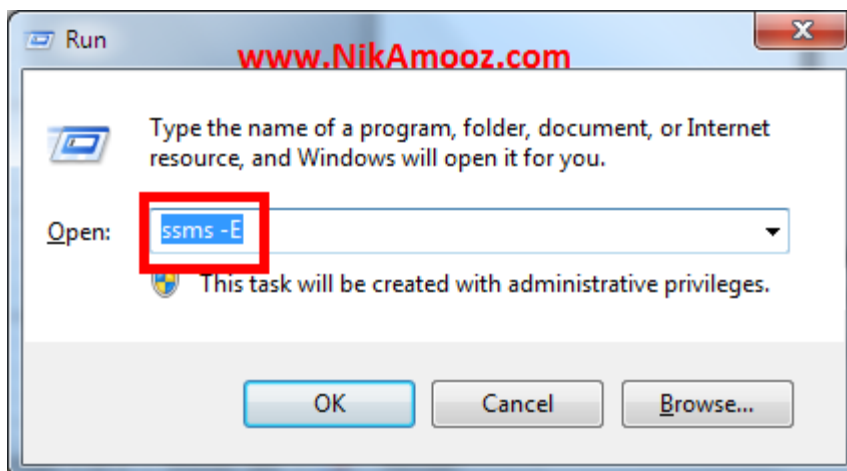 Run
www.NikAmooz.com
Type the name of a program, folder, document, or Internet
resource, and Windows will open it for you.
Open: ssms -E
This task will be created with administrative privileges.
OK Cancel Browse...